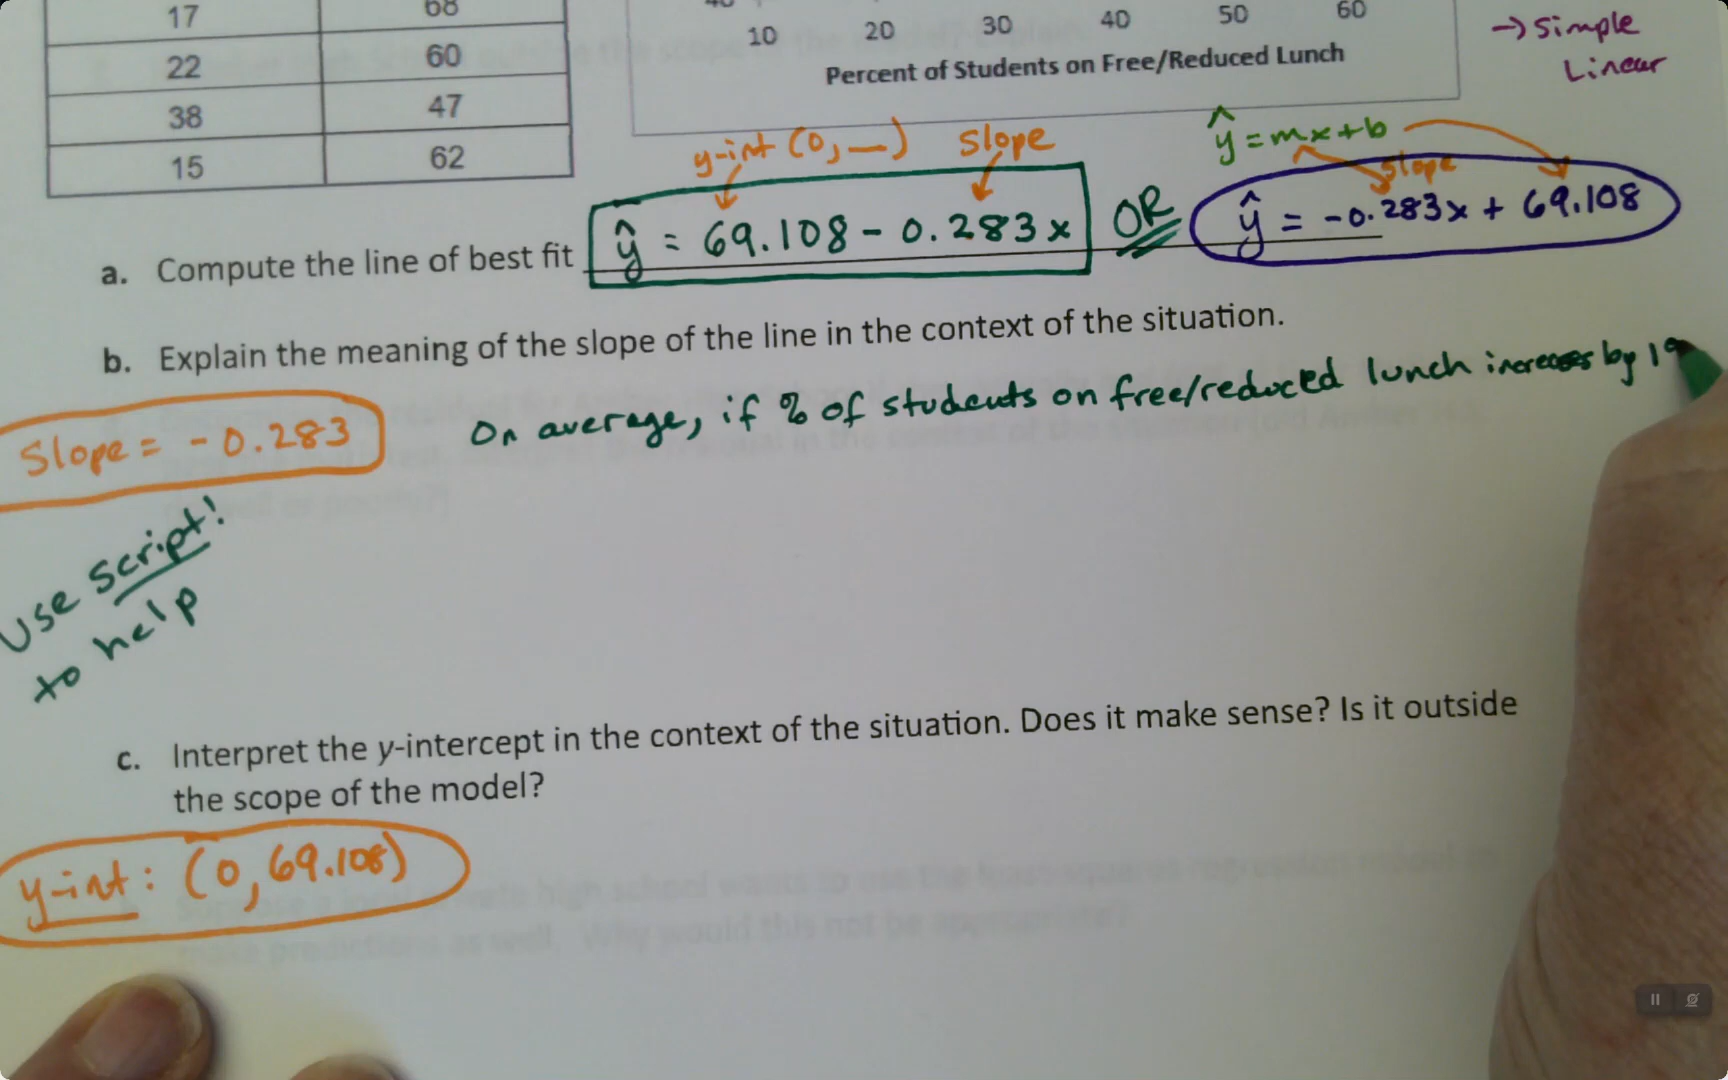 17 68
22 60
38 47
15 62
10 20 30 40 50 60
Percent of Students on Free/Reduced Lunch
→ Simple
Linear
y-int (0, _) slope
ŷ = mx + b
slope
a. Compute the line of best fit ŷ = 69.108 - 0.283x OR ŷ = -0.283x + 69.108
b. Explain the meaning of the slope of the line in the context of the situation.
Slope = -0.283
On average, if % of students on free/reduced lunch increases by 1
Use script!
to help
c. Interpret the y-intercept in the context of the situation. Does it make sense? Is it outside
the scope of the model?
y-int: (0, 69.108)